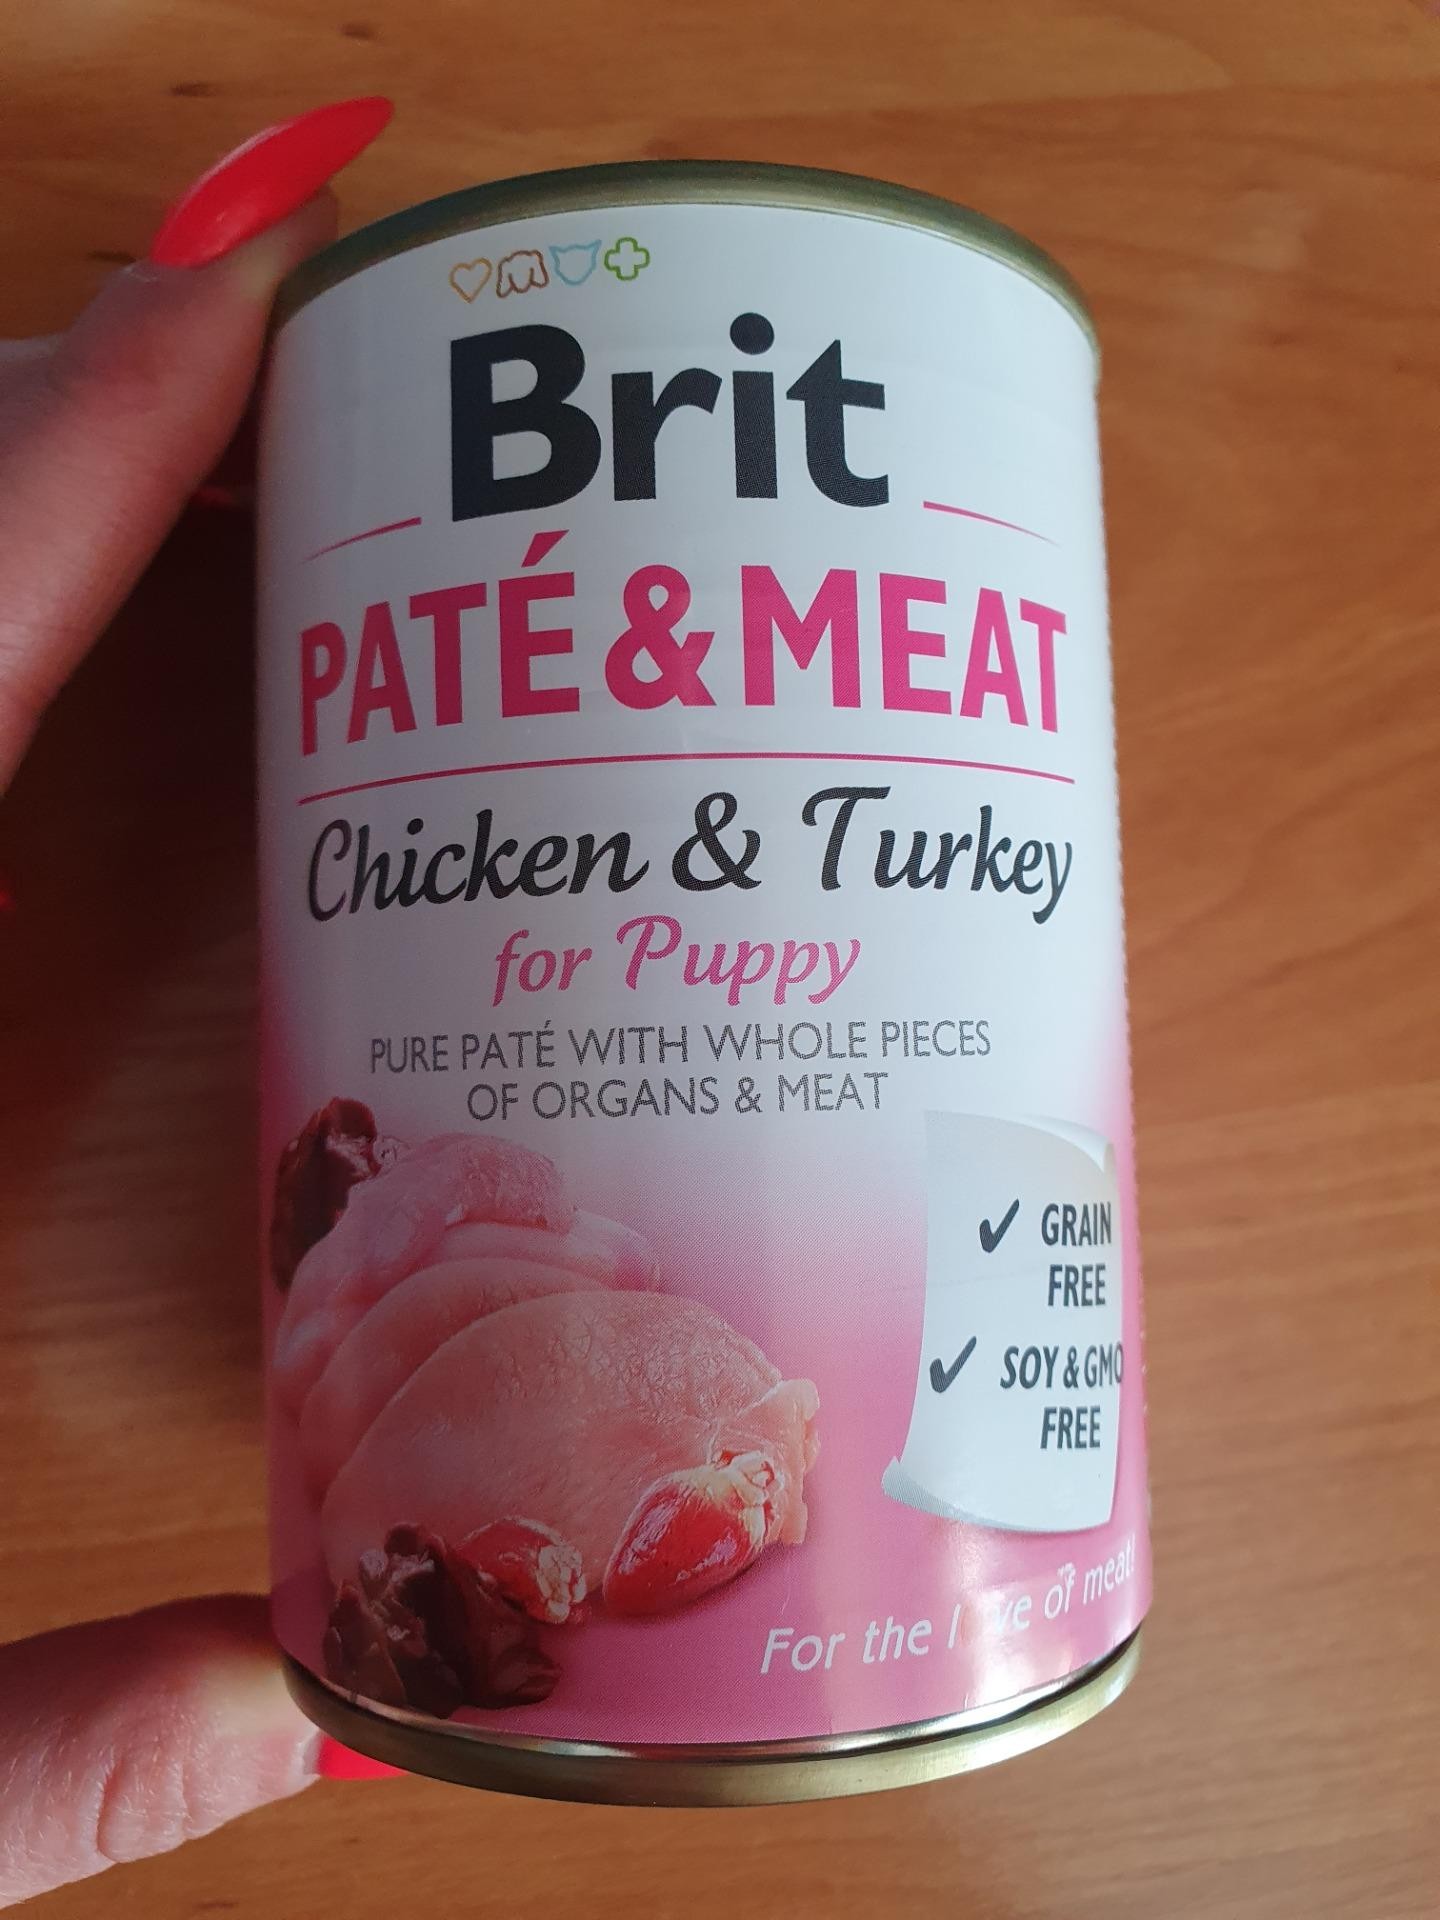 Brit
PATÉ & MEAT
Chicken & Turkey
for Puppy
PURE PATÉ WITH WHOLE PIECES
OF ORGANS & MEAT
✓ GRAIN
FREE
✓ SOY & GMO
FREE
For the l ve of meat!